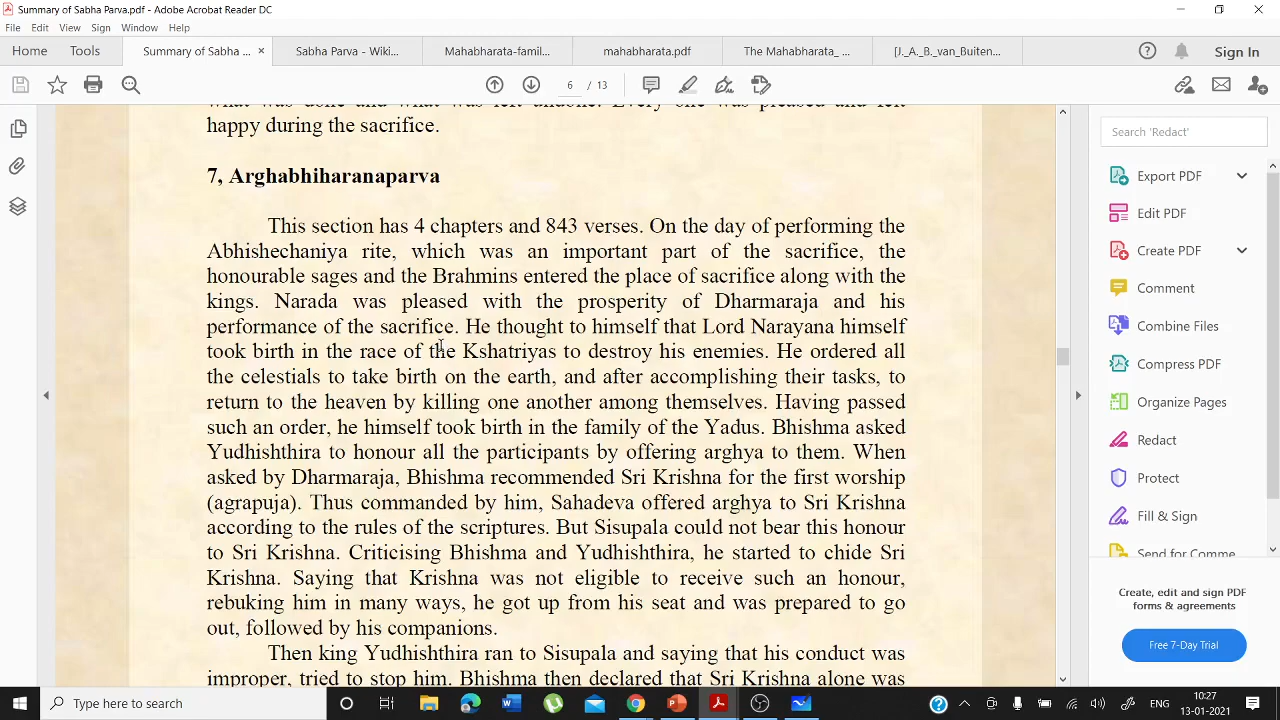 Summary of Sabha Parva.pdf - Adobe Acrobat Reader DC
File Edit View Sign Window Help
Home Tools Summary of Sabha ... × Sabha Parva - Wiki... Mahabharata-famil... mahabharata.pdf The Mahabharata_ ... [J._A._B._van_Buiten... Sign In
6 / 13
happy during the sacrifice.
7, Arghabhiharanaparva
This section has 4 chapters and 843 verses. On the day of performing the
Abhishechaniya rite, which was an important part of the sacrifice, the
honourable sages and the Brahmins entered the place of sacrifice along with the
kings. Narada was pleased with the prosperity of Dharmaraja and his
performance of the sacrifice. He thought to himself that Lord Narayana himself
took birth in the race of the Kshatriyas to destroy his enemies. He ordered all
the celestials to take birth on the earth, and after accomplishing their tasks, to
return to the heaven by killing one another among themselves. Having passed
such an order, he himself took birth in the family of the Yadus. Bhishma asked
Yudhishthira to honour all the participants by offering arghya to them. When
asked by Dharmaraja, Bhishma recommended Sri Krishna for the first worship
(agrapuja). Thus commanded by him, Sahadeva offered arghya to Sri Krishna
according to the rules of the scriptures. But Sisupala could not bear this honour
to Sri Krishna. Criticising Bhishma and Yudhishthira, he started to chide Sri
Krishna. Saying that Krishna was not eligible to receive such an honour,
rebuking him in many ways, he got up from his seat and was prepared to go
out, followed by his companions.
Then king Yudhishthira ran to Sisupala and saying that his conduct was
improper, tried to stop him. Bhishma then declared that Sri Krishna alone was
Search 'Redact'
Export PDF
Edit PDF
Create PDF
Comment
Combine Files
Compress PDF
Organize Pages
Redact
Protect
Fill & Sign
Send for Comme
Create, edit and sign PDF
forms & agreements
Free 7-Day Trial
Type here to search
ENG
10:27
13-01-2021